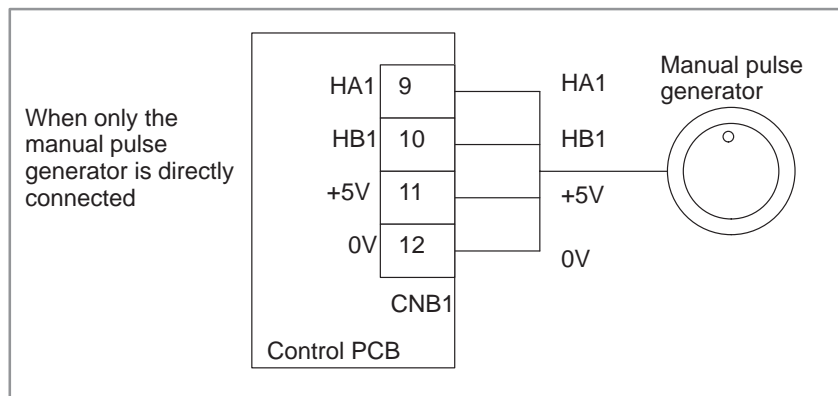 When only the
manual pulse
generator is directly
connected
HA1 9 HA1
HB1 10 HB1
+5V 11 +5V
0V 12 0V
CNB1
Control PCB
Manual pulse
generator